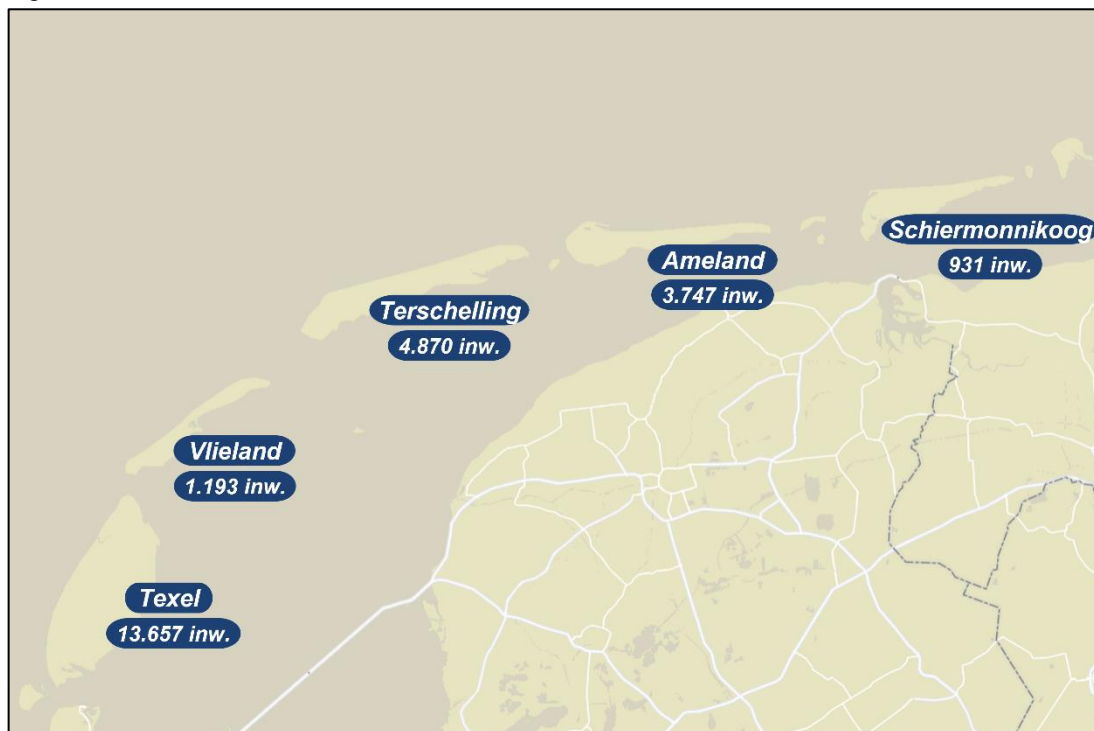 Schiermonnikoog
931 inw.
Ameland
3.747 inw.
Terschelling
4.870 inw.
Vlieland
1.193 inw.
Texel
13.657 inw.